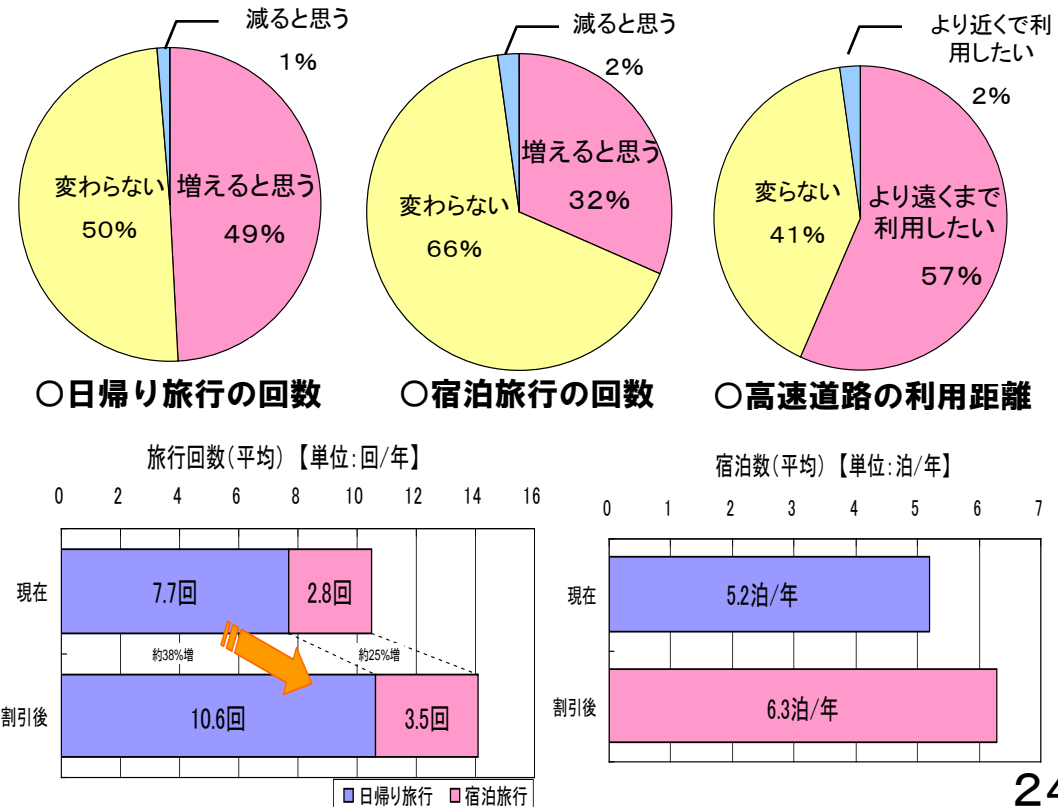 減ると思う
1%
変わらない
50%
増えると思う
49%
○日帰り旅行の回数
減ると思う
2%
増えると思う
32%
変わらない
66%
○宿泊旅行の回数
より近くで利
用したい
2%
変らない
41%
より遠くまで
利用したい
57%
○高速道路の利用距離
旅行回数(平均)【単位:回/年】
0 2 4 6 8 10 12 14 16
現在
7.7回
2.8回
約38%増
約25%増
割引後
10.6回
3.5回
日帰り旅行 宿泊旅行
宿泊数(平均)【単位:泊/年】
0 1 2 3 4 5 6 7
現在
5.2泊/年
割引後
6.3泊/年
24